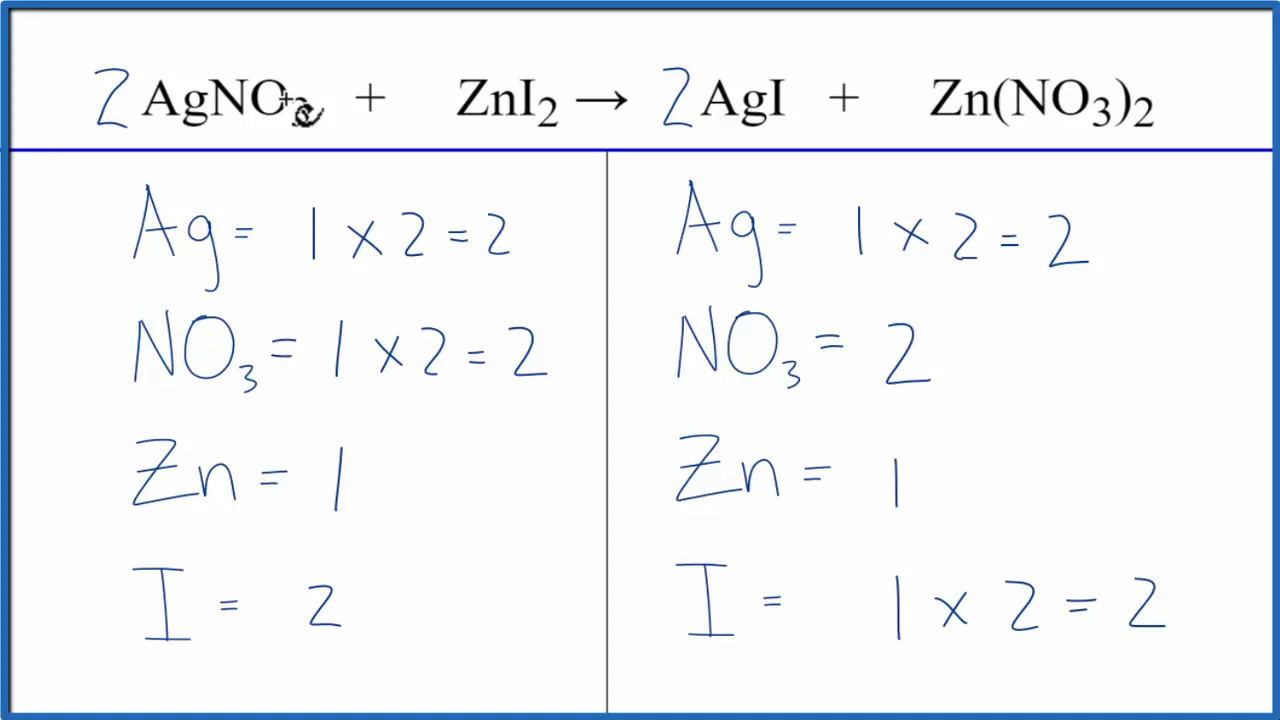 2 AgNO₃ + ZnI₂ → 2 AgI + Zn(NO₃)₂
Ag = 1 x 2 = 2
NO₃ = 1 x 2 = 2
Zn = 1
I = 2
Ag = 1 x 2 = 2
NO₃ = 2
Zn = 1
I = 1 x 2 = 2